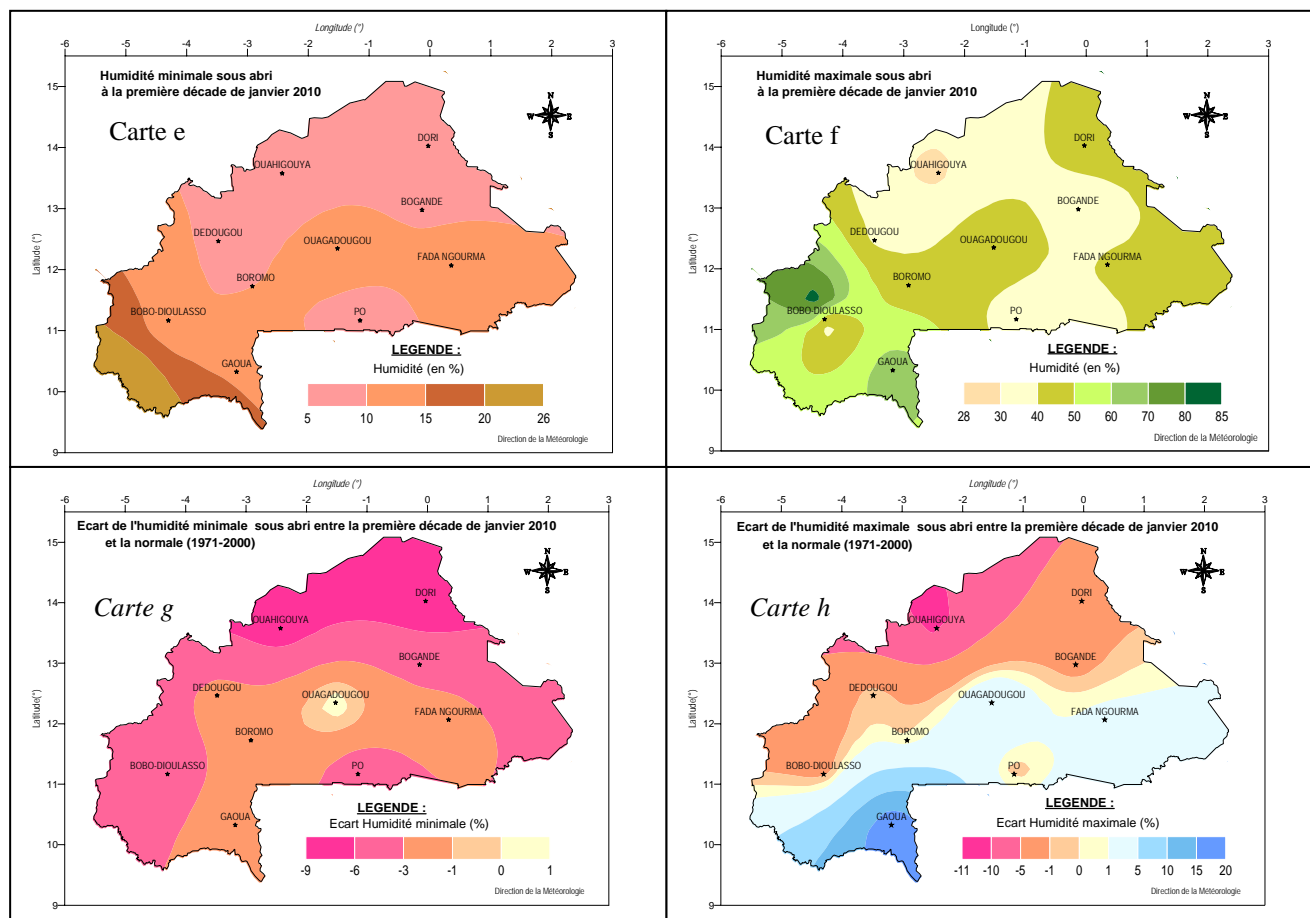 Longitude (°)
-6 -5 -4 -3 -2 -1 0 1 2 3
Humidité minimale sous abri
à la première décade de janvier 2010
Carte e
N
W E
S
15
14
13
12
11
10
9
Latitude (°)
DORI
OUAHIGOUYA
BOGANDE
DEDOUGOU
OUAGADOUGOU
FADA NGOURMA
BOROMO
BOBO-DIOULASSO
PO
GAOUA
LEGENDE :
Humidité (en %)
5 10 15 20 26
Direction de la Météorologie
Longitude (°)
-6 -5 -4 -3 -2 -1 0 1 2 3
Humidité maximale sous abri
à la première décade de janvier 2010
Carte f
N
W E
S
15
14
13
12
11
10
9
Latitude (°)
DORI
OUAHIGOUYA
BOGANDE
DEDOUGOU
OUAGADOUGOU
FADA NGOURMA
BOROMO
BOBO-DIOULASSO
PO
GAOUA
LEGENDE :
Humidité (en %)
28 30 40 50 60 70 80 85
Direction de la Météorologie
Longitude (°)
-6 -5 -4 -3 -2 -1 0 1 2 3
Ecart de l'humidité minimale sous abri entre la première décade de janvier 2010
et la normale (1971-2000)
Carte g
N
W E
S
15
14
13
12
11
10
9
Latitude(°)
DORI
OUAHIGOUYA
BOGANDE
DEDOUGOU
OUAGADOUGOU
FADA NGOURMA
BOROMO
BOBO-DIOULASSO
PO
GAOUA
LEGENDE :
Ecart Humidité minimale (%)
-9 -6 -3 -1 0 1
Direction de la Météorologie
Longitude (°)
-6 -5 -4 -3 -2 -1 0 1 2 3
Ecart de l'humidité maximale sous abri entre la première décade de janvier 2010
et la normale (1971-2000)
Carte h
N
W E
S
15
14
13
12
11
10
9
Latitude (°)
DORI
OUAHIGOUYA
BOGANDE
DEDOUGOU
OUAGADOUGOU
FADA NGOURMA
BOROMO
BOBO-DIOULASSO
PO
GAOUA
LEGENDE :
Ecart Humidité maximale (%)
-11 -10 -5 -1 0 1 5 10 15 20
Direction de la Météorologie